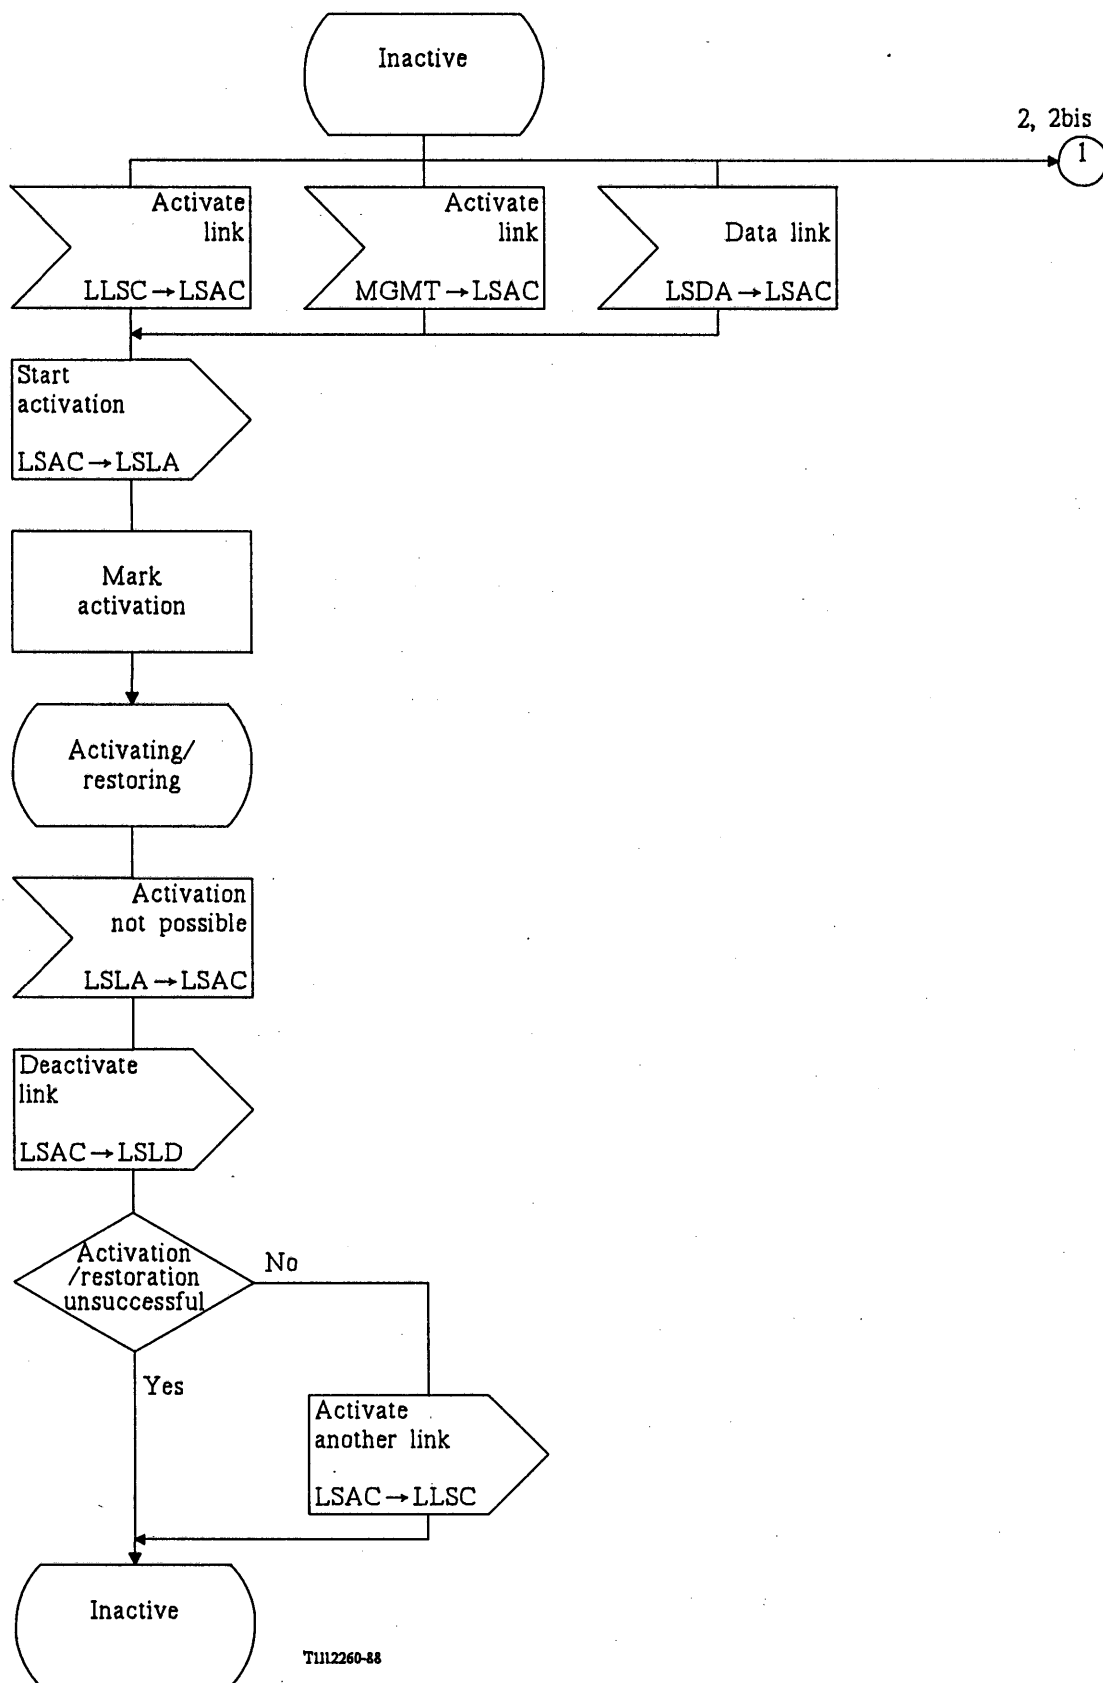 Inactive
2, 2bis
1
Activate
link
LLSC→LSAC
Activate
link
MGMT→LSAC
Data link
LSDA→LSAC
Start
activation
LSAC→LSLA
Mark
activation
Activating/
restoring
Activation
not possible
LSLA→LSAC
Deactivate
link
LSAC→LSLD
Activation
/restoration
unsuccessful
No
Yes
Activate
another link
LSAC→LLSC
Inactive
T1112260-88